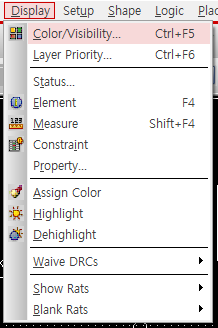 Display Setup Shape Logic Pla
Color/Visibility... Ctrl+F5
Layer Priority... Ctrl+F6
Status...
Element F4
Measure Shift+F4
Constraint
Property...
Assign Color
Highlight
Dehighlight
Waive DRCs
Show Rats
Blank Rats